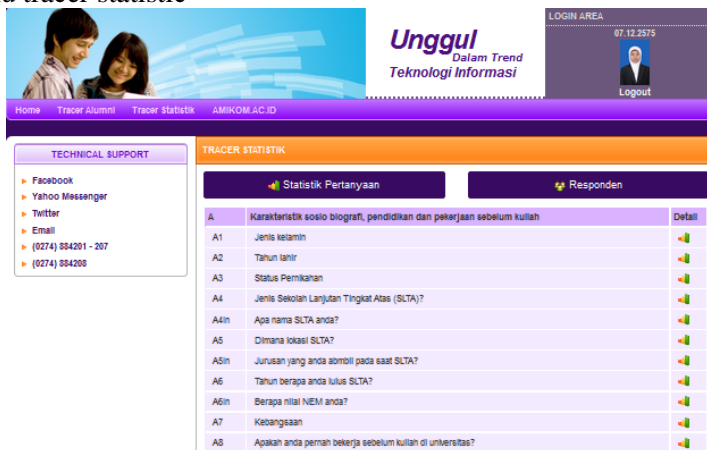 d tracer statistic
LOGIN AREA
07.12.2575
Unggul
Dalam Trend
Teknologi Informasi
Logout
Home Tracer Alumni Tracer Statistik AMIKOM.AC.ID
TECHNICAL SUPPORT
Facebook
Yahoo Messenger
Twitter
Email
(0274) 884201 - 207
(0274) 884208
TRACER STATISTIK
Statistik Pertanyaan Responden
A Karakteristik sosio biografi, pendidikan dan pekerjaan sebelum kuliah Detail
A1 Jenis kelamin
A2 Tahun lahir
A3 Status Pernikahan
A4 Jenis Sekolah Lanjutan Tingkat Atas (SLTA)?
A4in Apa nama SLTA anda?
A5 Dimana lokasi SLTA?
A5in Jurusan yang anda abmbil pada saat SLTA?
A6 Tahun berapa anda lulus SLTA?
A6in Berapa nilai NEM anda?
A7 Kebangsaan
A8 Apakah anda pernah bekerja sebelum kuliah di universitas?